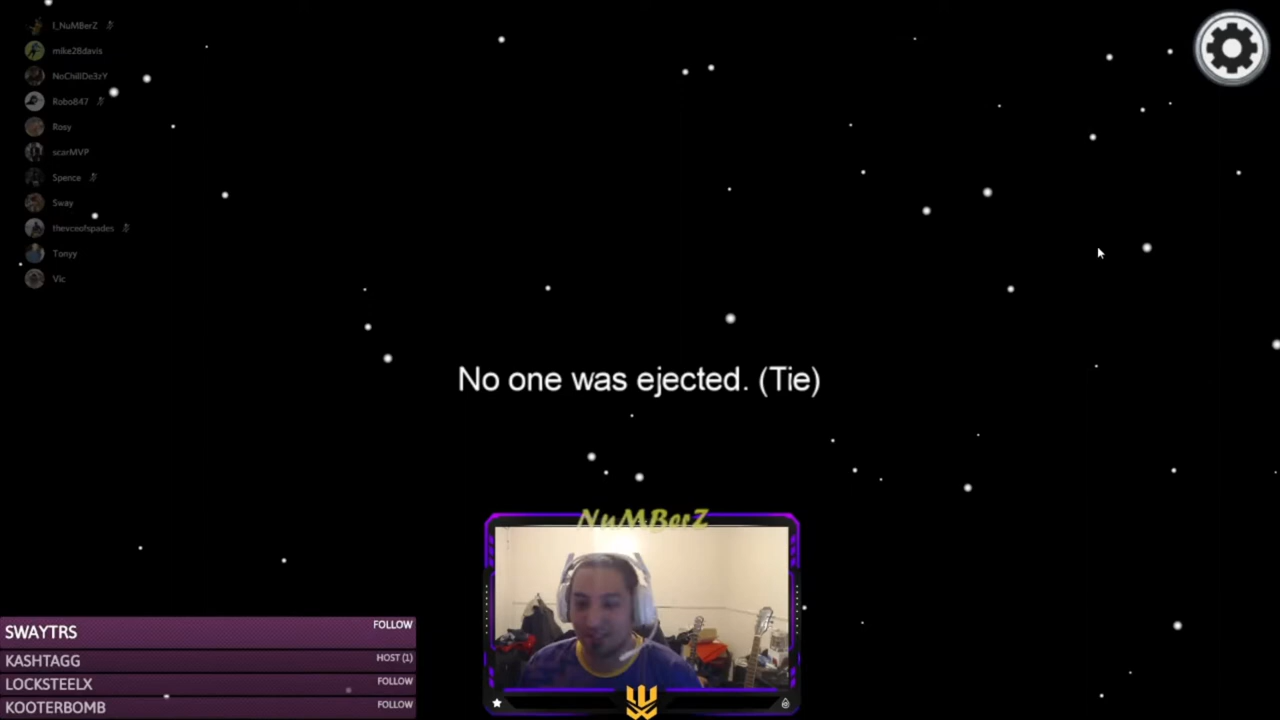 I_NuMBerZ
mike28davis
NoChillDe3zY
Robo847
Rosy
scarMVP
Spence
Sway
thevceofspades
Tonyy
Vic
No one was ejected. (Tie)
NuMBerZ
SWAYTRS FOLLOW
KASHTAGG HOST (1)
LOCKSTEELX FOLLOW
KOOTERBOMB FOLLOW